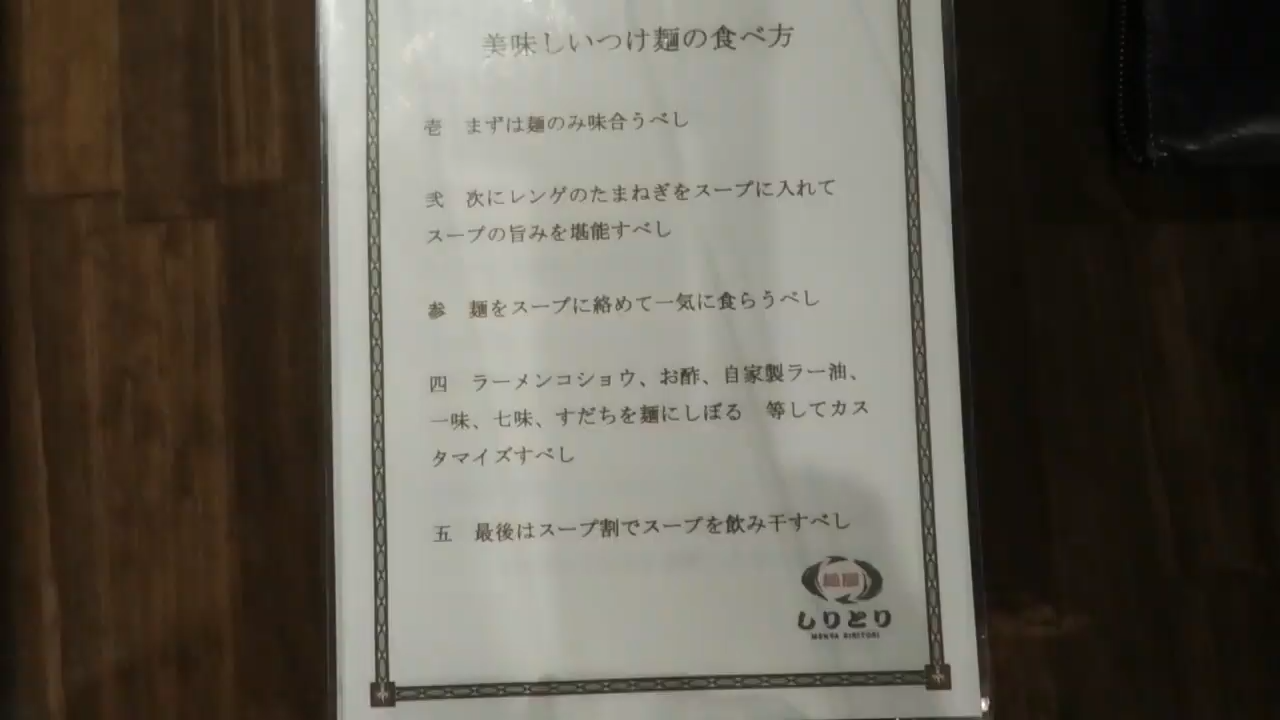 美味しいつけ麺の食べ方
壱　まずは麺のみ味合うべし
弐　次にレンゲのたまねぎをスープに入れて
スープの旨みを堪能すべし
参　麺をスープに絡めて一気に食らうべし
四　ラーメンコショウ、お酢、自家製ラー油、
一味、七味、すだちを麺にしぼる　等してカス
タマイズすべし
五　最後はスープ割でスープを飲み干すべし
しりとり
MENYA SIRITORI